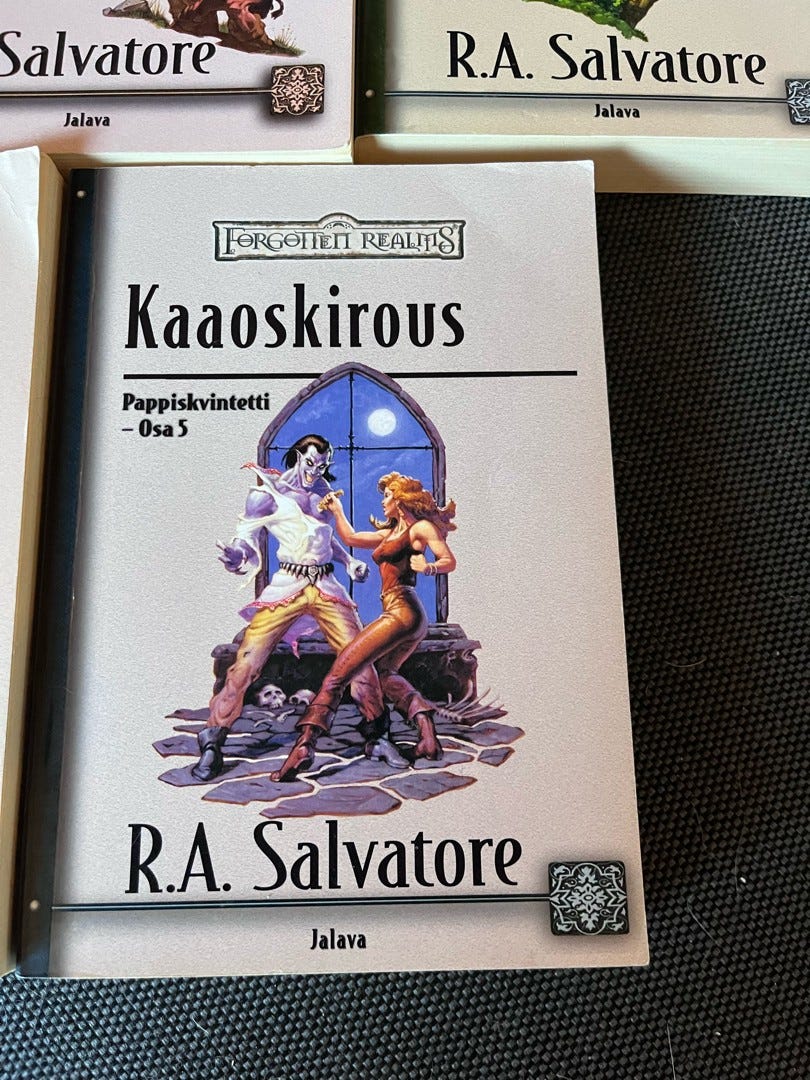 Salvatore
Jalava
R.A. Salvatore
Jalava
FORGOTTEN REALMS
Kaaoskirous
Pappiskvintetti
– Osa 5
R.A. Salvatore
Jalava